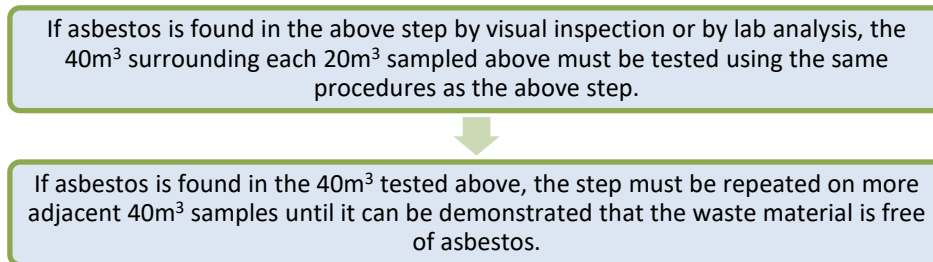 If asbestos is found in the above step by visual inspection or by lab analysis, the
40m³ surrounding each 20m³ sampled above must be tested using the same
procedures as the above step.
If asbestos is found in the 40m³ tested above, the step must be repeated on more
adjacent 40m³ samples until it can be demonstrated that the waste material is free
of asbestos.